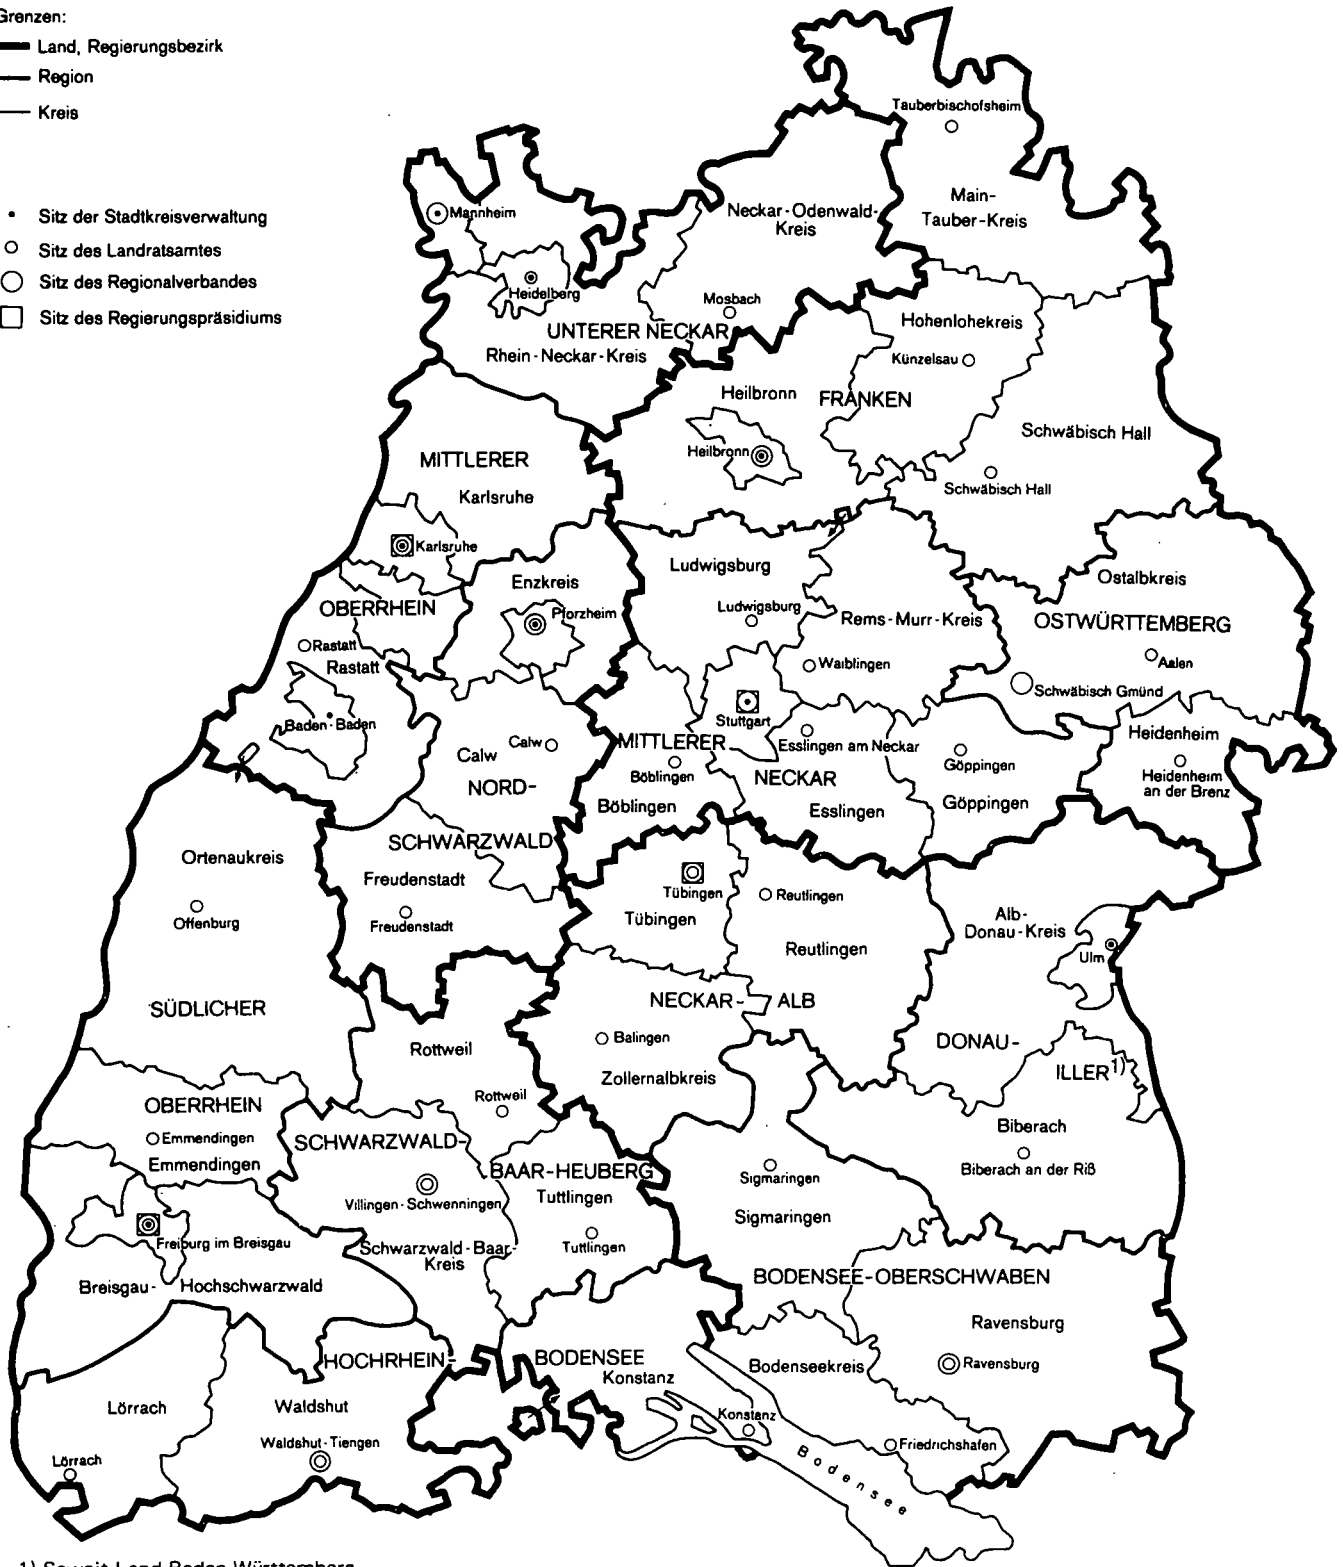 Grenzen:
Land, Regierungsbezirk
Region
Kreis
Sitz der Stadtkreisverwaltung
Sitz des Landratsamtes
Sitz des Regionalverbandes
Sitz des Regierungspräsidiums
Tauberbischofsheim
Main-
Tauber-Kreis
Mannheim
Neckar-Odenwald-
Kreis
Heidelberg
Mosbach
UNTERER NECKAR
Rhein-Neckar-Kreis
Hohenlohekreis
Künzelsau
Heilbronn
FRANKEN
Heilbronn
Schwäbisch Hall
Schwäbisch Hall
MITTLERER
Karlsruhe
Karlsruhe
OBERRHEIN
Rastatt
Rastatt
Baden-Baden
Enzkreis
Pforzheim
Ludwigsburg
Ludwigsburg
Rems-Murr-Kreis
Waiblingen
Ostalbkreis
OSTWÜRTTEMBERG
Aalen
Schwäbisch Gmünd
Stuttgart
Calw
Calw
NORD-
SCHWARZWALD
MITTLERER
Böblingen
Böblingen
Esslingen am Neckar
NECKAR
Esslingen
Göppingen
Göppingen
Heidenheim
Heidenheim
an der Brenz
Ortenaukreis
Offenburg
Freudenstadt
Freudenstadt
Tübingen
Tübingen
Reutlingen
Reutlingen
Alb-
Donau-Kreis
Ulm
SÜDLICHER
NECKAR-ALB
Balingen
Zollernalbkreis
DONAU-
ILLER1)
Rottweil
Rottweil
OBERRHEIN
Emmendingen
Emmendingen
SCHWARZWALD-
BAAR-HEUBERG
Villingen-Schwenningen
Tuttlingen
Tuttlingen
Schwarzwald-Baar-
Kreis
Biberach
Biberach an der Riß
Sigmaringen
Sigmaringen
Freiburg im Breisgau
Breisgau-Hochschwarzwald
BODENSEE-OBERSCHWABEN
Ravensburg
Ravensburg
HOCHRHEIN-
BODENSEE
Konstanz
Bodenseekreis
Konstanz
Friedrichshafen
Bodensee
Lörrach
Lörrach
Waldshut
Waldshut-Tiengen
1) Soweit Land Baden-Württemberg